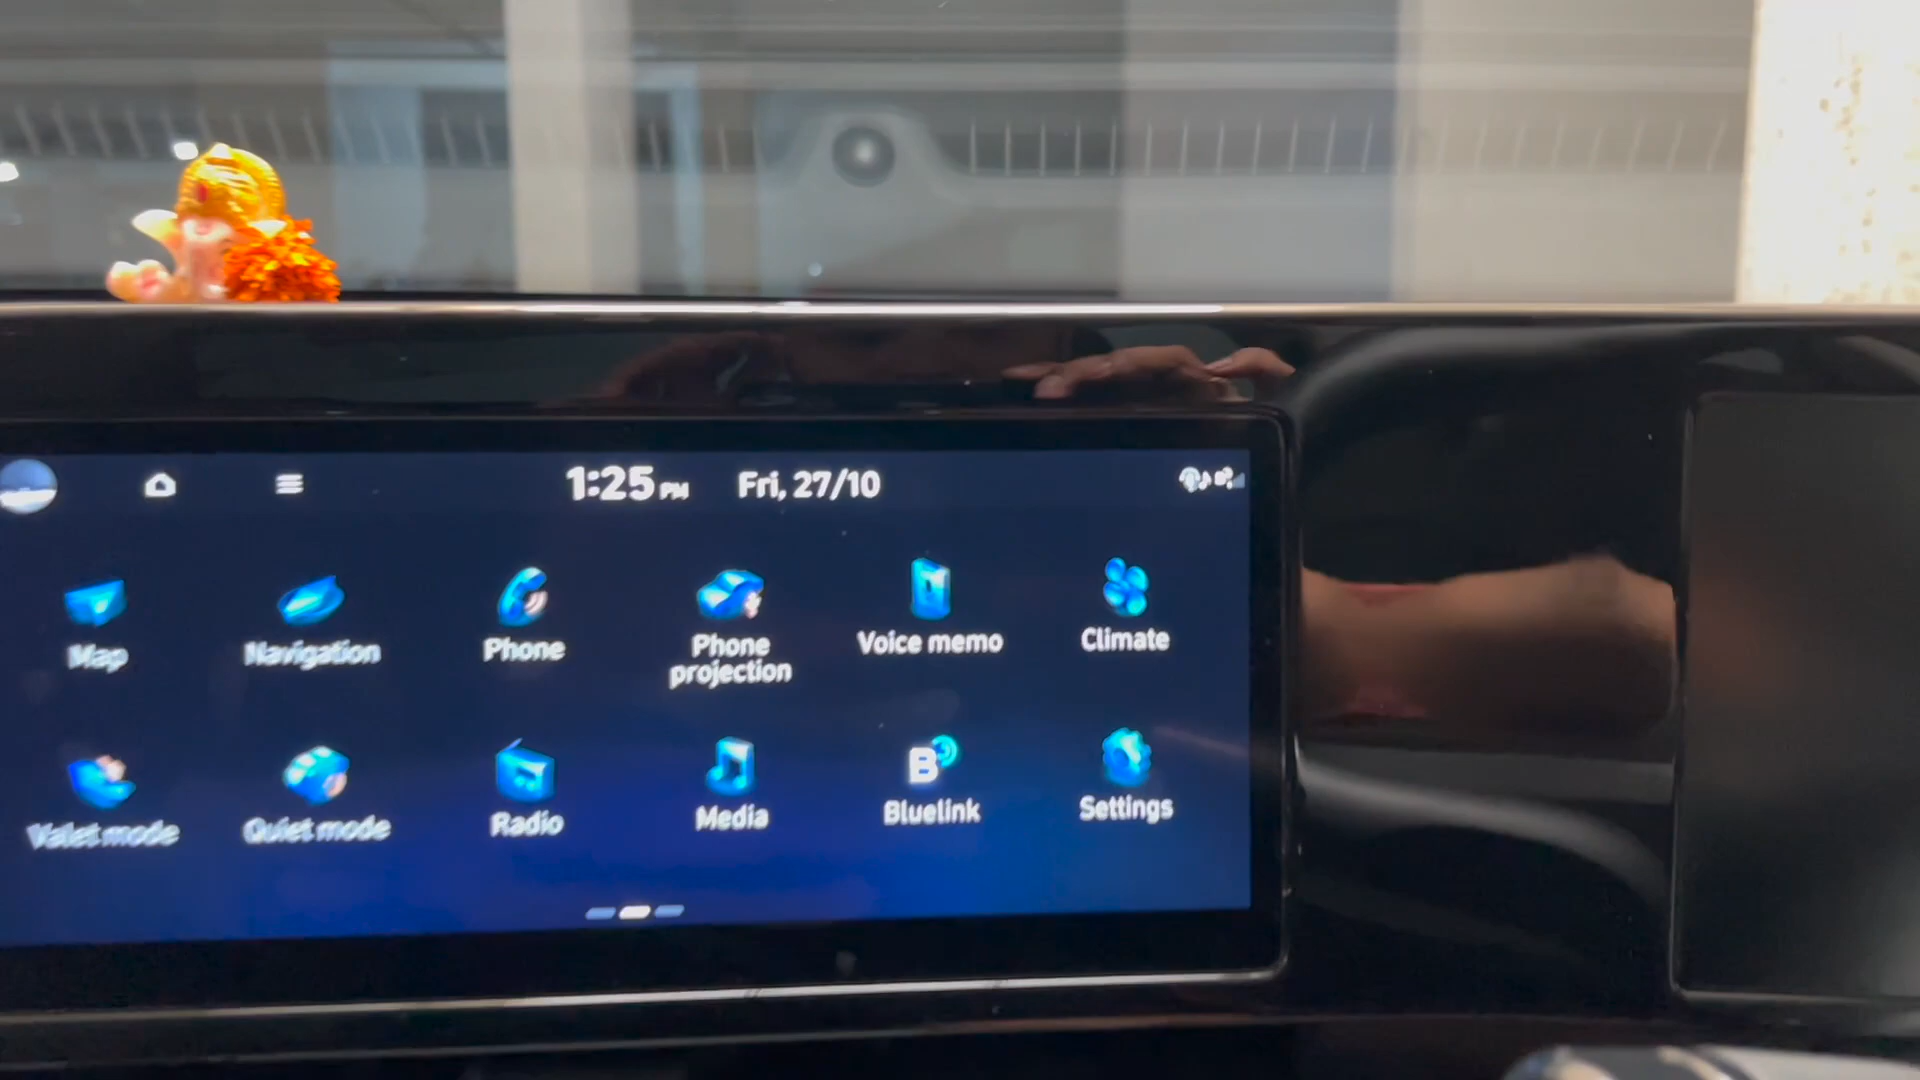 1:25 PM Fri, 27/10
Map Navigation Phone Phone projection Voice memo Climate
Valet mode Quiet mode Radio Media B Bluelink Settings